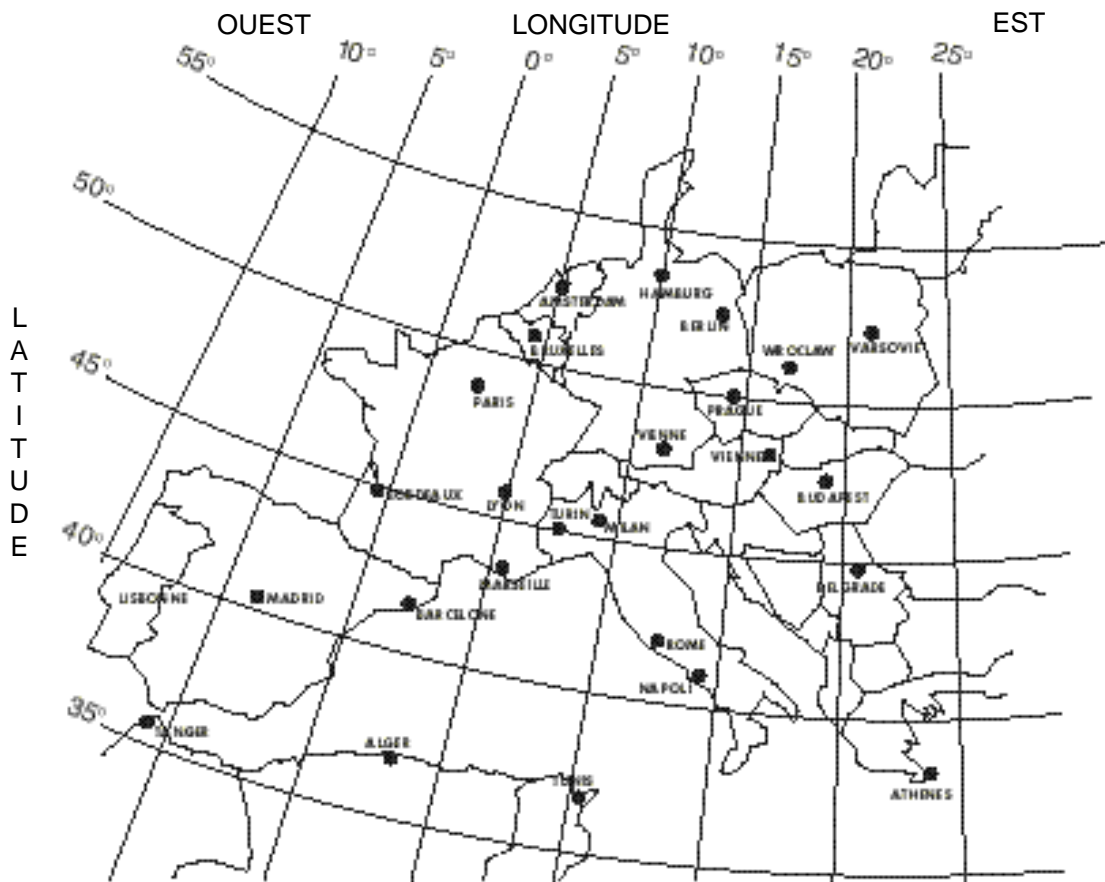 OUEST LONGITUDE EST
55° 10° 5° 0° 5° 10° 15° 20° 25°
50°
LATITUDE
45°
40°
35°
AMSTERDAM
HAMBURG
BERLIN
BRUXELLES
WROCLAW
VARSOVIE
PARIS
PRAGUE
VIENNE
VIENNE
BORDEAUX
LYON
TURIN
MILAN
BUDAPEST
MARSEILLE
BELGRADE
LISBONNE
MADRID
BARCELONE
ROME
NAPOLI
TANGER
ALGER
TUNIS
ATHENES